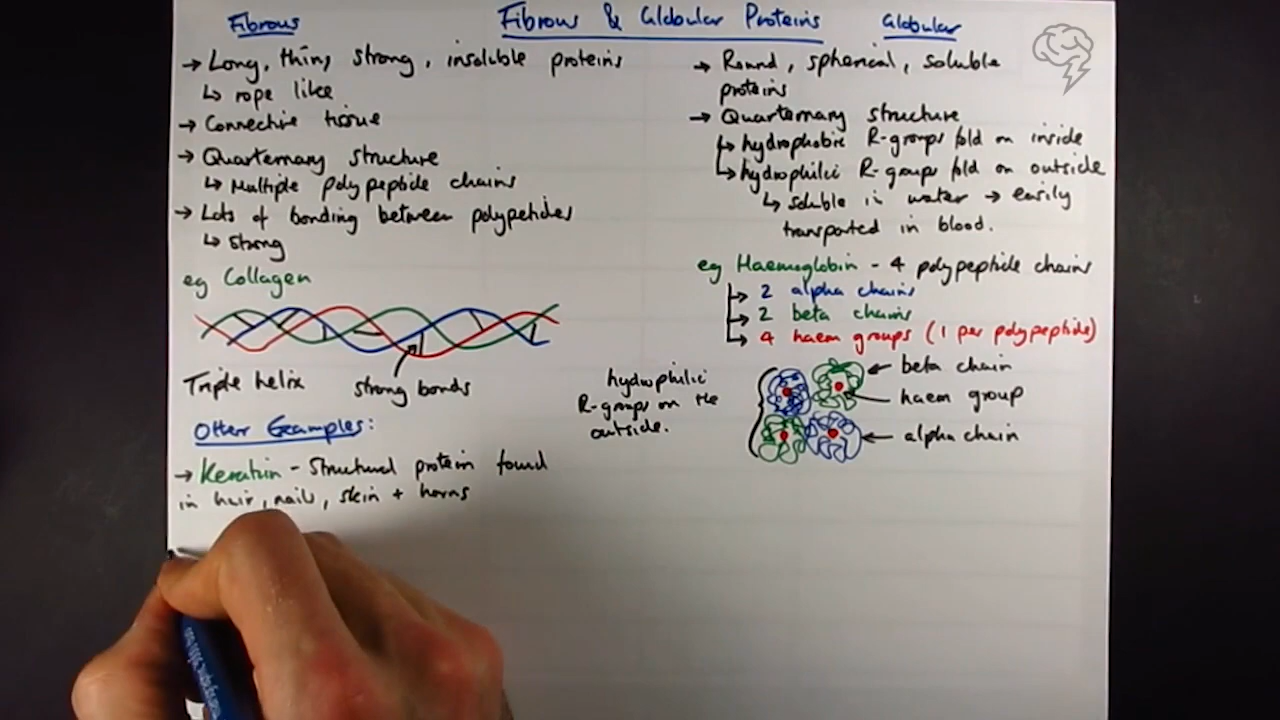 Fibrous & Globular Proteins
Fibrous
→ Long, thin, strong, insoluble proteins
↳ rope like
→ Connective tissue
→ Quarternary structure
↳ Multiple polypeptide chains
→ Lots of bonding between polypetides
↳ strong
eg Collagen
Triple helix
strong bonds
Other Examples:
→ Keratin - Structural protein found
in hair, nails, skin + horns
Globular
→ Round, spherical, soluble
proteins
→ Quarternary structure
↳ hydrophobic R-groups fold on inside
↳ hydrophilic R-groups fold on outside
↳ soluble in water → easily
transported in blood.
eg Haemoglobin - 4 polypeptide chains
↳ 2 alpha chains
↳ 2 beta chains
↳ 4 haem groups (1 per polypeptide)
hydrophilic
R-groups on the
outside.
beta chain
haem group
alpha chain